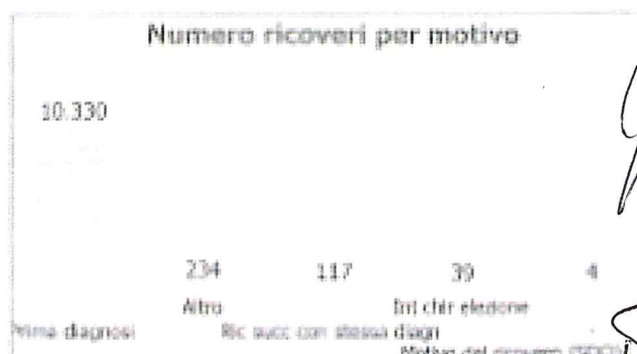 Numero ricoveri per motivo
10.330
234 117 39 4
Altro Int chir elezione
Prima diagnosi Ric succ con stessa diagn -
Motivo del ricovero (SDO)